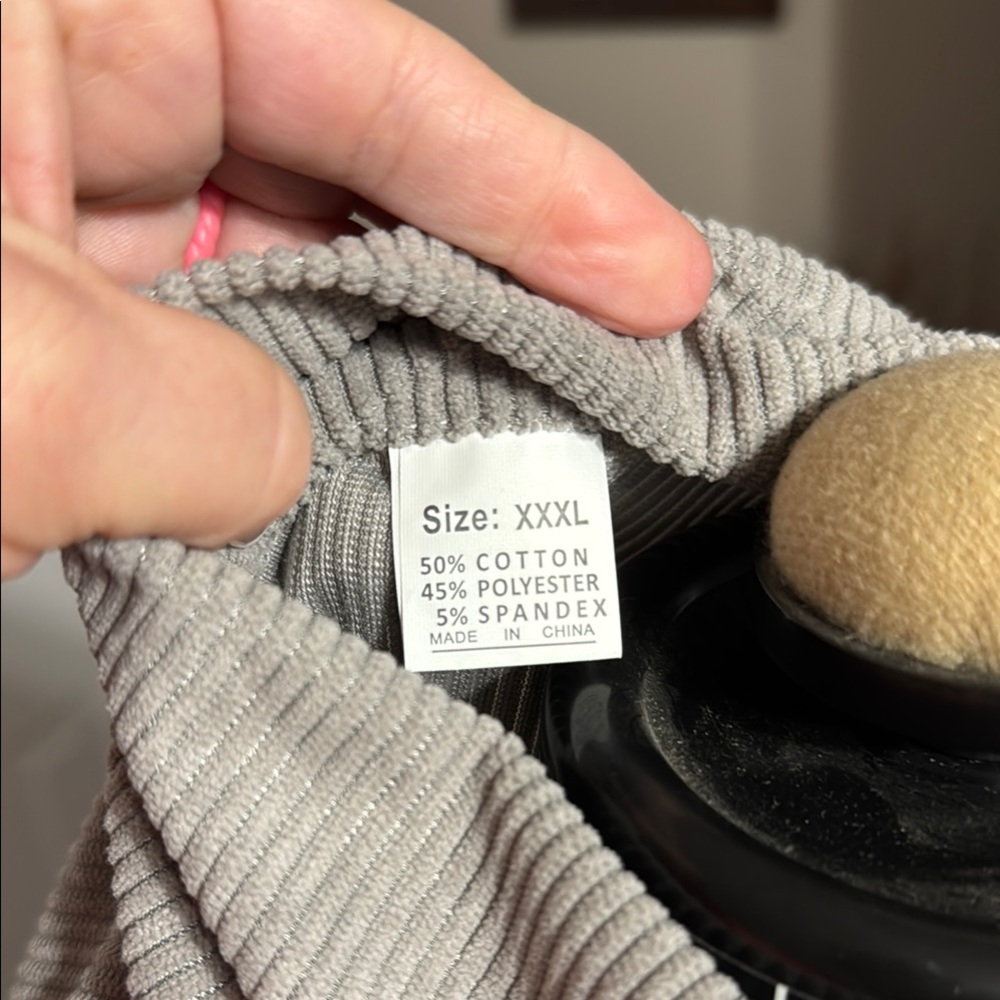 Size: XXXL
50% COTTON
45% POLYESTER
5% SPANDEX
MADE IN CHINA